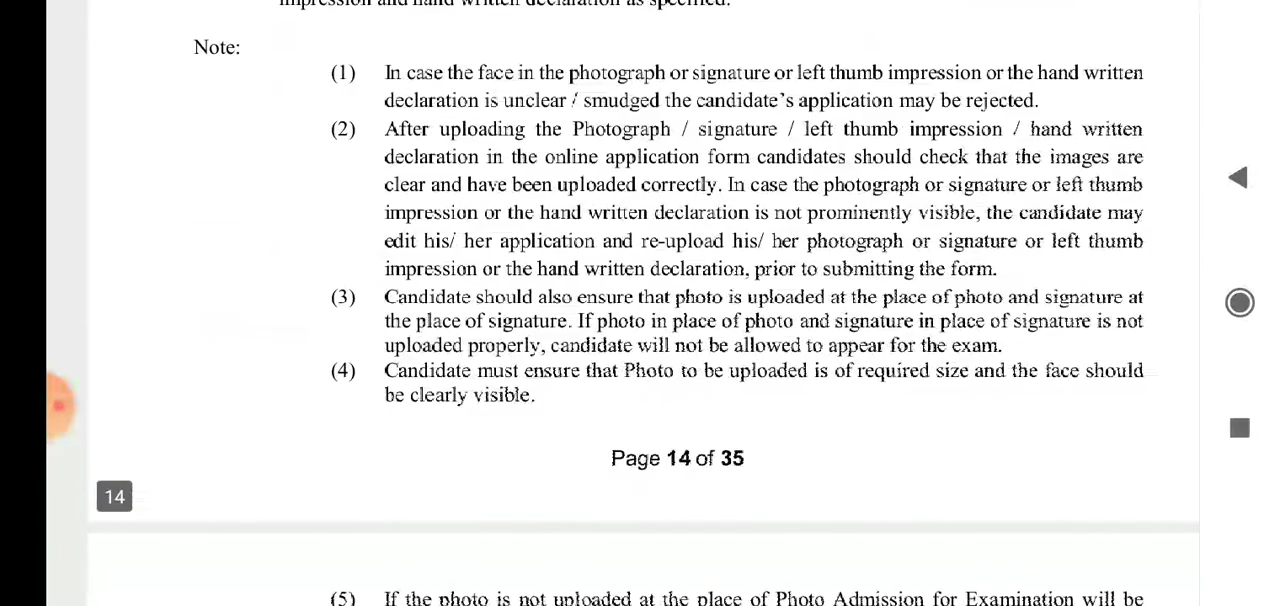 impression and hand written declaration as specified.
Note:
(1) In case the face in the photograph or signature or left thumb impression or the hand written
declaration is unclear / smudged the candidate's application may be rejected.
(2) After uploading the Photograph / signature / left thumb impression / hand written
declaration in the online application form candidates should check that the images are
clear and have been uploaded correctly. In case the photograph or signature or left thumb
impression or the hand written declaration is not prominently visible, the candidate may
edit his/ her application and re-upload his/ her photograph or signature or left thumb
impression or the hand written declaration, prior to submitting the form.
(3) Candidate should also ensure that photo is uploaded at the place of photo and signature at
the place of signature. If photo in place of photo and signature in place of signature is not
uploaded properly, candidate will not be allowed to appear for the exam.
(4) Candidate must ensure that Photo to be uploaded is of required size and the face should
be clearly visible.
Page 14 of 35
14
(5) If the photo is not uploaded at the place of Photo Admission for Examination will be